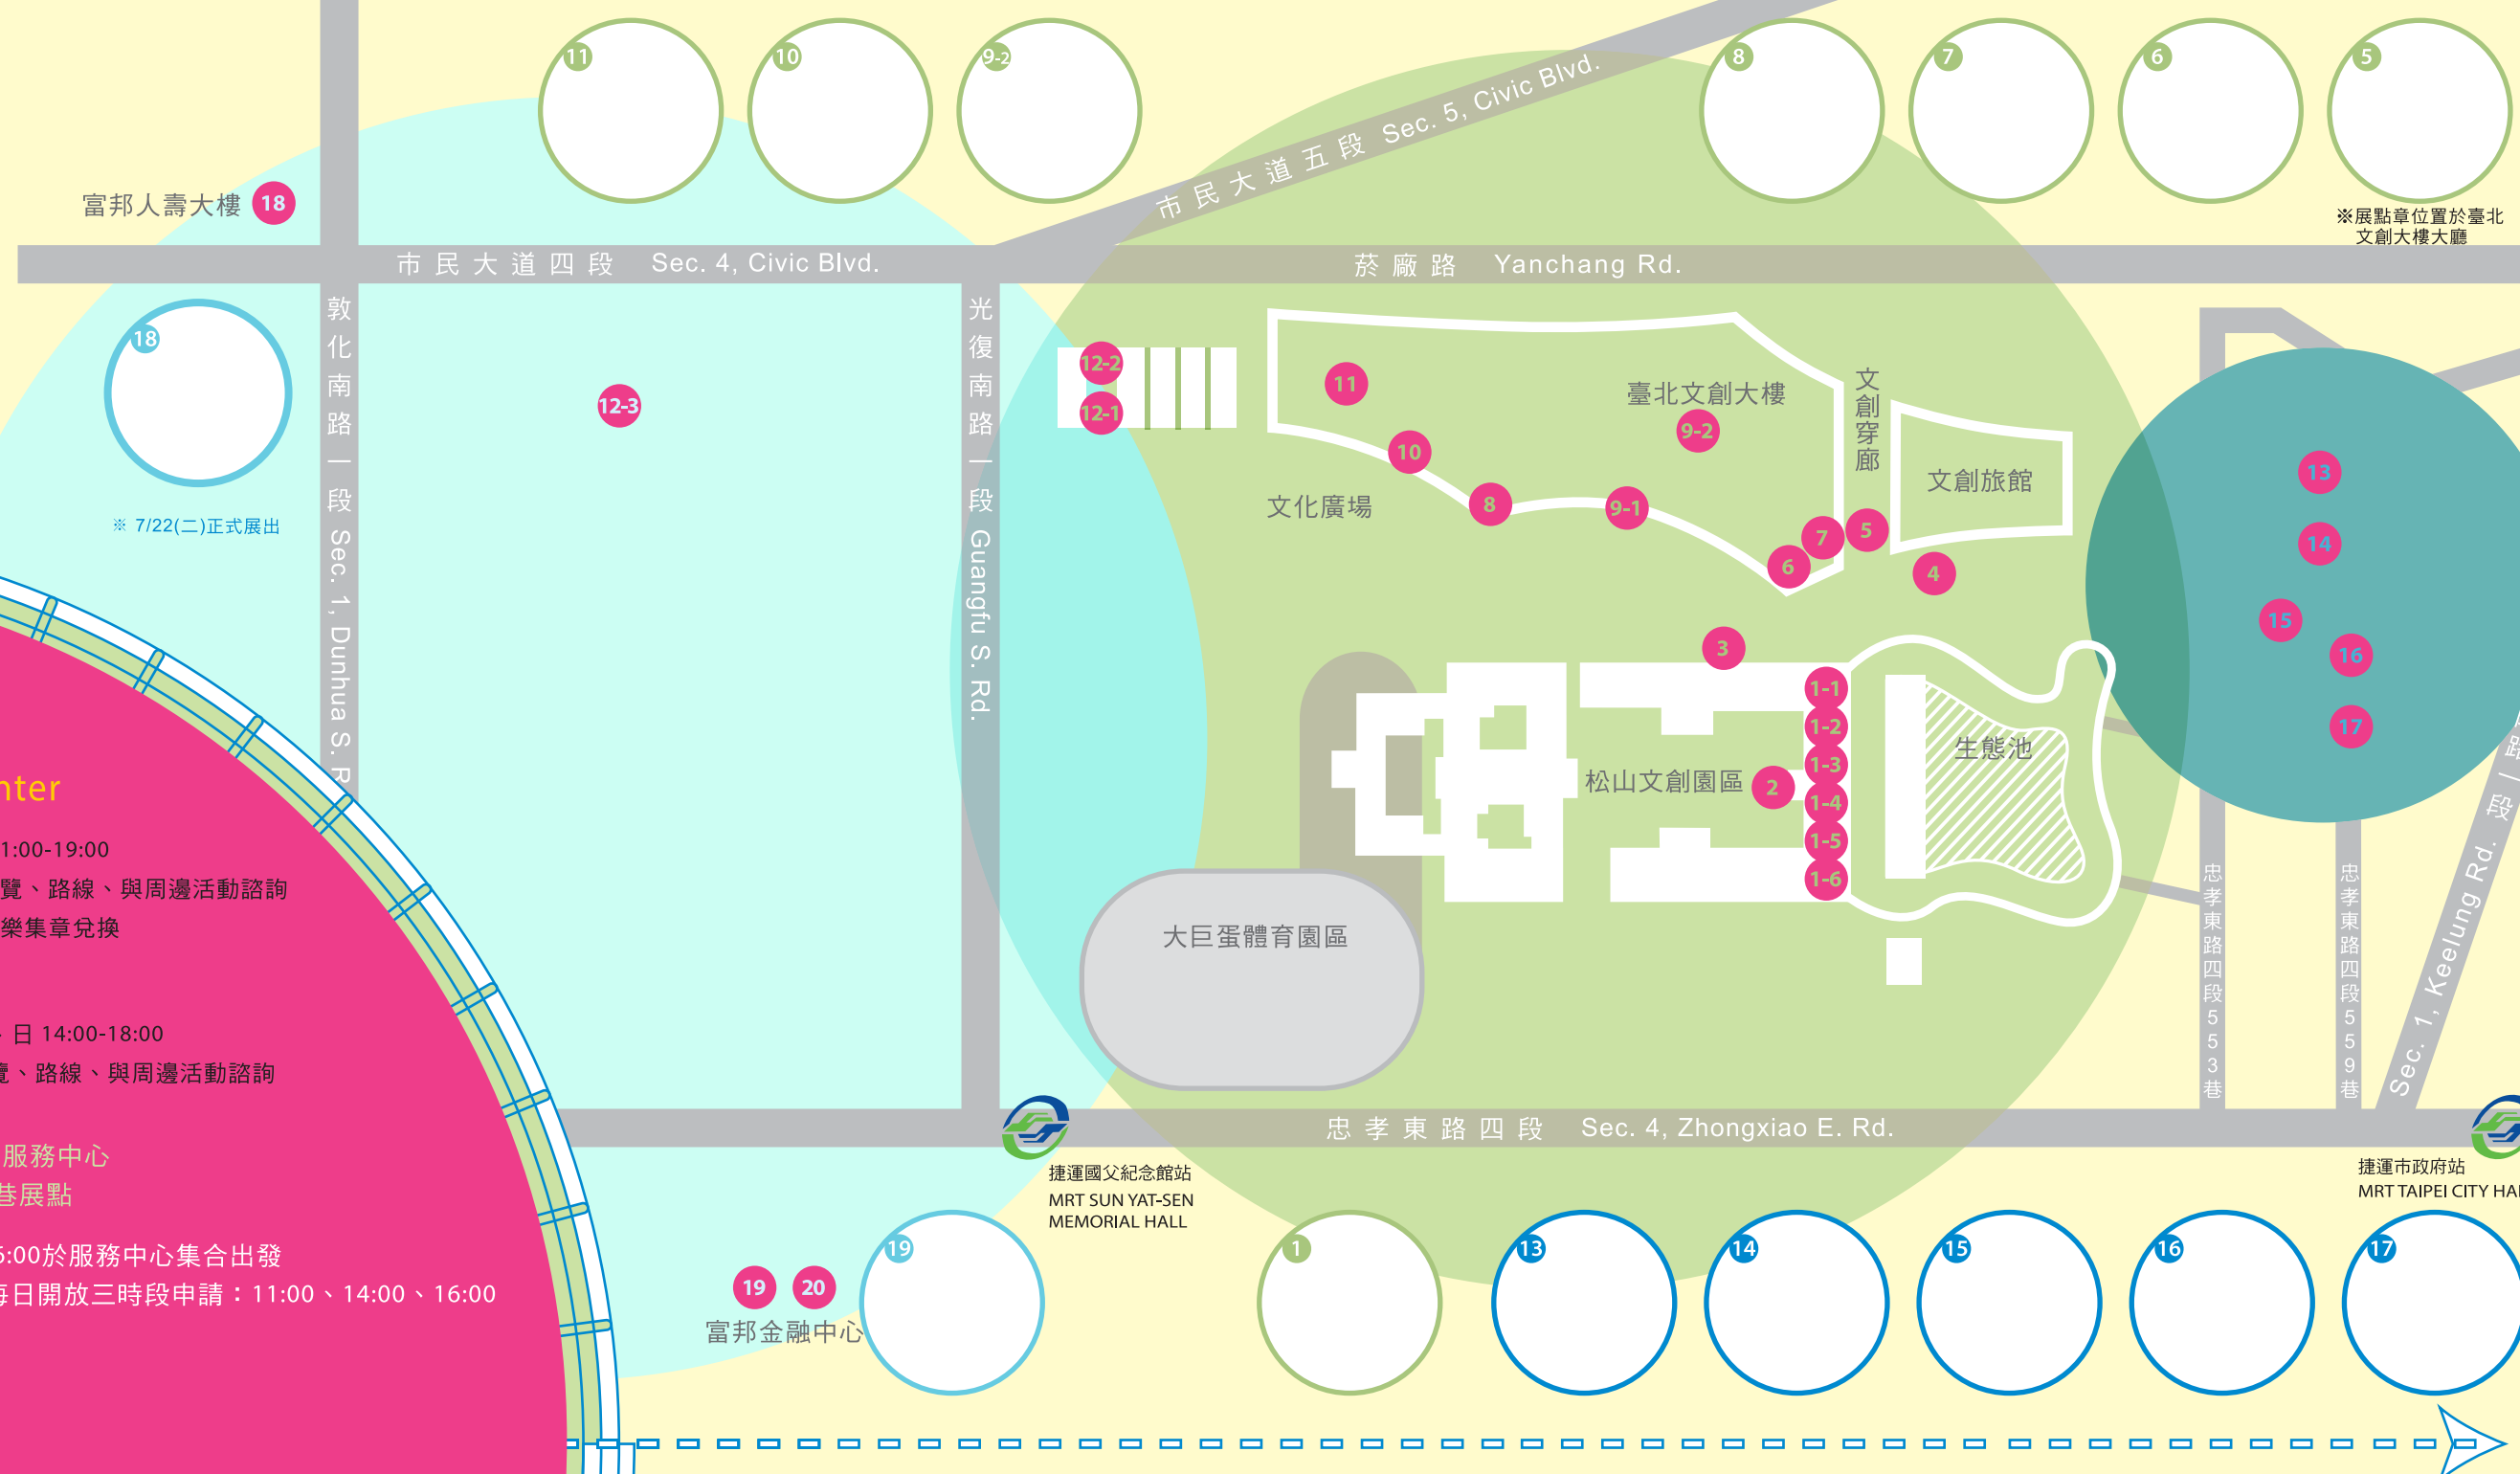 11
10
9-2
8
7
6
5
※展點章位置於臺北
文創大樓大廳
市民大道五段 Sec. 5, Civic Blvd.
富邦人壽大樓 18
市民大道四段 Sec. 4, Civic Blvd.
菸廠路 Yanchang Rd.
18
※ 7/22(二)正式展出
敦化南路一段 Sec. 1, Dunhua S. R
12-3
光復南路一段 Guangfu S. Rd.
12-2
12-1
11
10
臺北文創大樓
9-2
文創穿廊
文創旅館
文化廣場
8
9-1
7
6
5
4
3
13
14
15
16
17
1-1
1-2
1-3
1-4
1-5
1-6
松山文創園區
2
生態池
大巨蛋體育園區
忠孝東路四段553巷
忠孝東路四段559巷
路一段 Sec. 1, Keelung Rd.
忠孝東路四段 Sec. 4, Zhongxiao E. Rd.
捷運國父紀念館站
MRT SUN YAT-SEN
MEMORIAL HALL
捷運市政府站
MRT TAIPEI CITY HA
nter
1:00-19:00
覽、路線、與周邊活動諮詢
樂集章兌換
日 14:00-18:00
覽、路線、與周邊活動諮詢
服務中心
巷展點
:00於服務中心集合出發
每日開放三時段申請：11:00、14:00、16:00
19
20
富邦金融中心
19
1
13
14
15
16
17